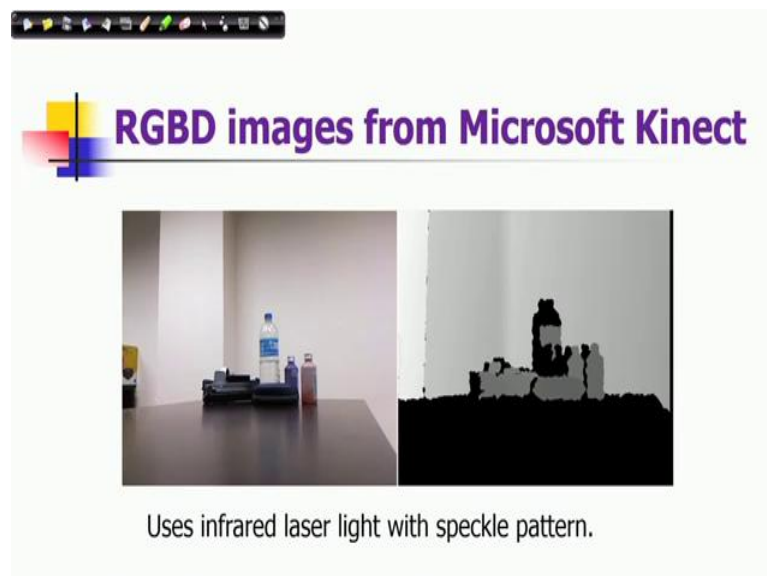 RGBD images from Microsoft Kinect
Uses infrared laser light with speckle pattern.